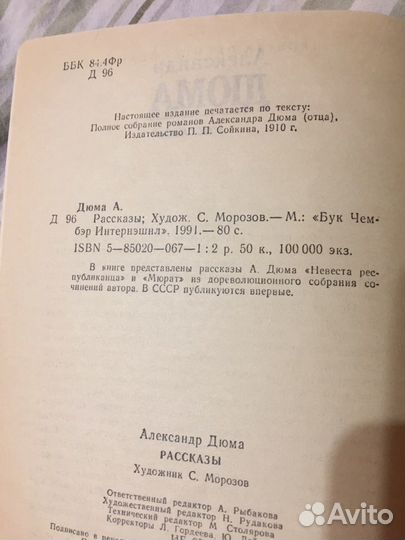 ББК 84.4Фр
Д 96
Настоящее издание печатается по тексту:
Полное собрание романов Александра Дюма (отца),
Издательство П. П. Сойкина, 1910 г.
Дюма А.
Д 96 Рассказы; Худож. С. Морозов.— М.: «Бук Чем-
бэр Интернэшнл». 1991.— 80 с.
ISBN 5—85020—067—1 : 2 р. 50 к., 100 000 экз.
В книге представлены рассказы А. Дюма «Невеста рес-
публиканца» и «Мюрат» из дореволюционного собрания со-
чинений автора. В СССР публикуются впервые.
Александр Дюма
РАССКАЗЫ
Художник С. Морозов
Ответственный редактор А. Рыбакова
Художественный редактор Н. Рудакова
Технический редактор М. Столярова
Корректоры Л. Гордеева, Ю.
Подписано в
Avito